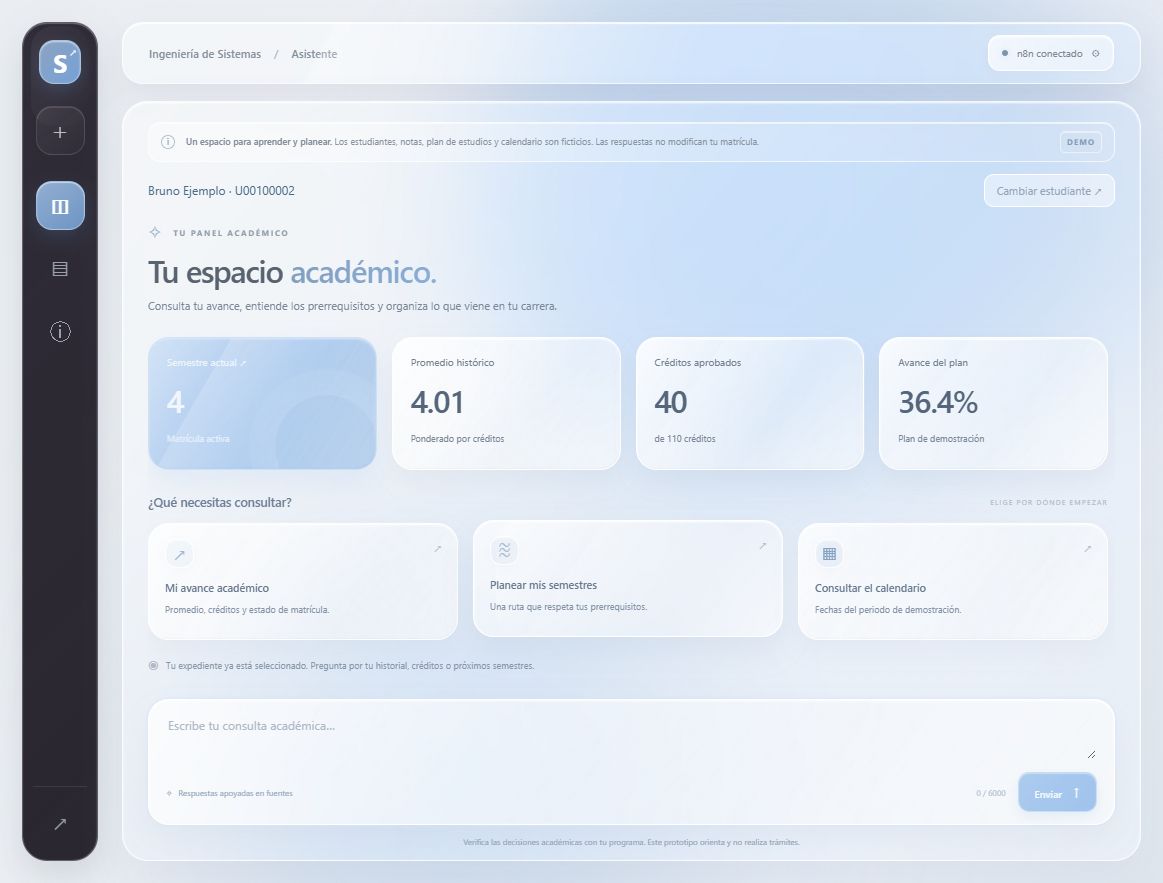 S
Ingeniería de Sistemas / Asistente
n8n conectado
Un espacio para aprender y planear. Los estudiantes, notas, plan de estudios y calendario son ficticios. Las respuestas no modifican tu matrícula.
DEMO
Bruno Ejemplo · U00100002
Cambiar estudiante ↗
TU PANEL ACADÉMICO
Tu espacio académico.
Consulta tu avance, entiende los prerrequisitos y organiza lo que viene en tu carrera.
Semestre actual ↗
4
Matrícula activa
Promedio histórico
4.01
Ponderado por créditos
Créditos aprobados
40
de 110 créditos
Avance del plan
36.4%
Plan de demostración
¿Qué necesitas consultar?
ELIGE POR DÓNDE EMPEZAR
Mi avance académico
Promedio, créditos y estado de matrícula.
Planear mis semestres
Una ruta que respeta tus prerrequisitos.
Consultar el calendario
Fechas del periodo de demostración.
Tu expediente ya está seleccionado. Pregunta por tu historial, créditos o próximos semestres.
Escribe tu consulta académica...
Respuestas apoyadas en fuentes
0 / 6000
Enviar ↑
Verifica las decisiones académicas con tu programa. Este prototipo orienta y no realiza trámites.